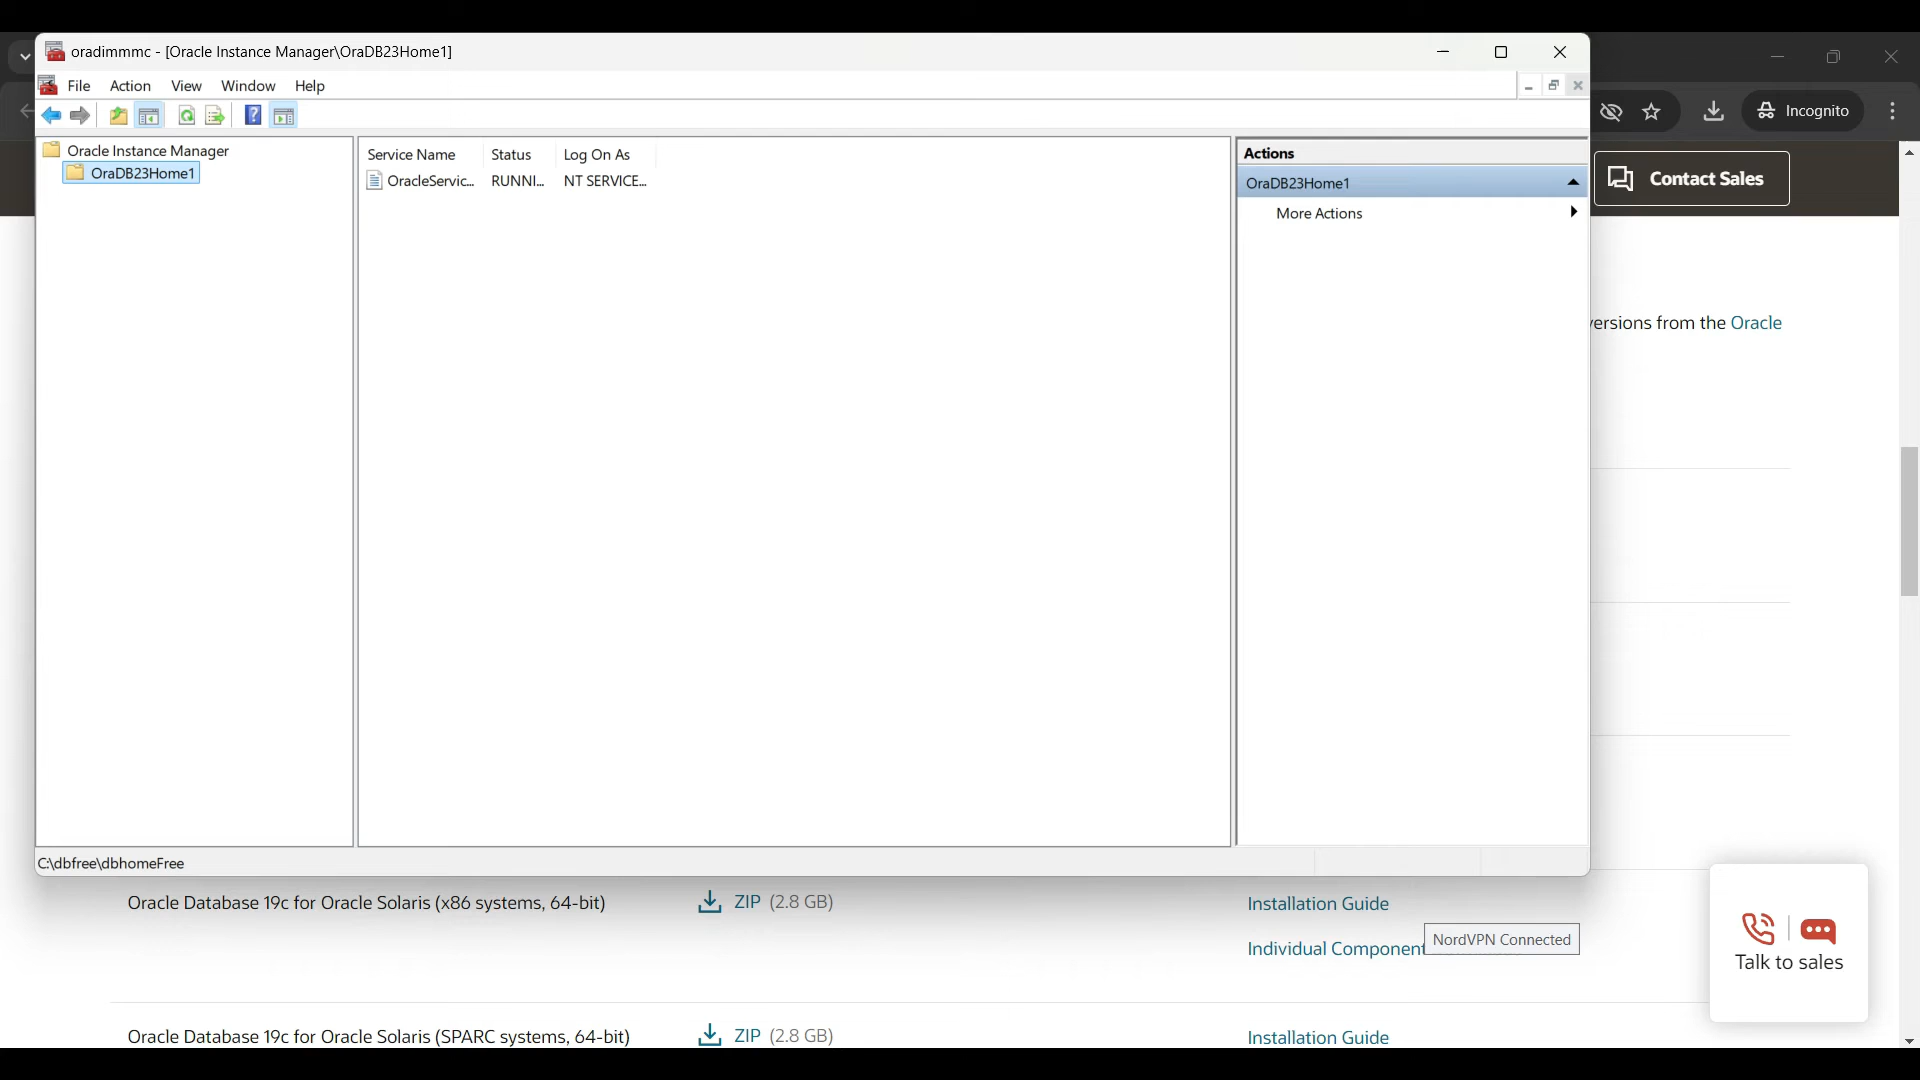 oradimmmc - [Oracle Instance Manager\OraDB23Home1]
File Action View Window Help
Incognito
Oracle Instance Manager
OraDB23Home1
Service Name Status Log On As
OracleServic... RUNNI... NT SERVICE...
Actions
OraDB23Home1
More Actions
Contact Sales
versions from the Oracle
C:\dbfree\dbhomeFree
Oracle Database 19c for Oracle Solaris (x86 systems, 64-bit) ZIP (2.8 GB) Installation Guide
Individual Component
NordVPN Connected
Talk to sales
Oracle Database 19c for Oracle Solaris (SPARC systems, 64-bit) ZIP (2.8 GB) Installation Guide